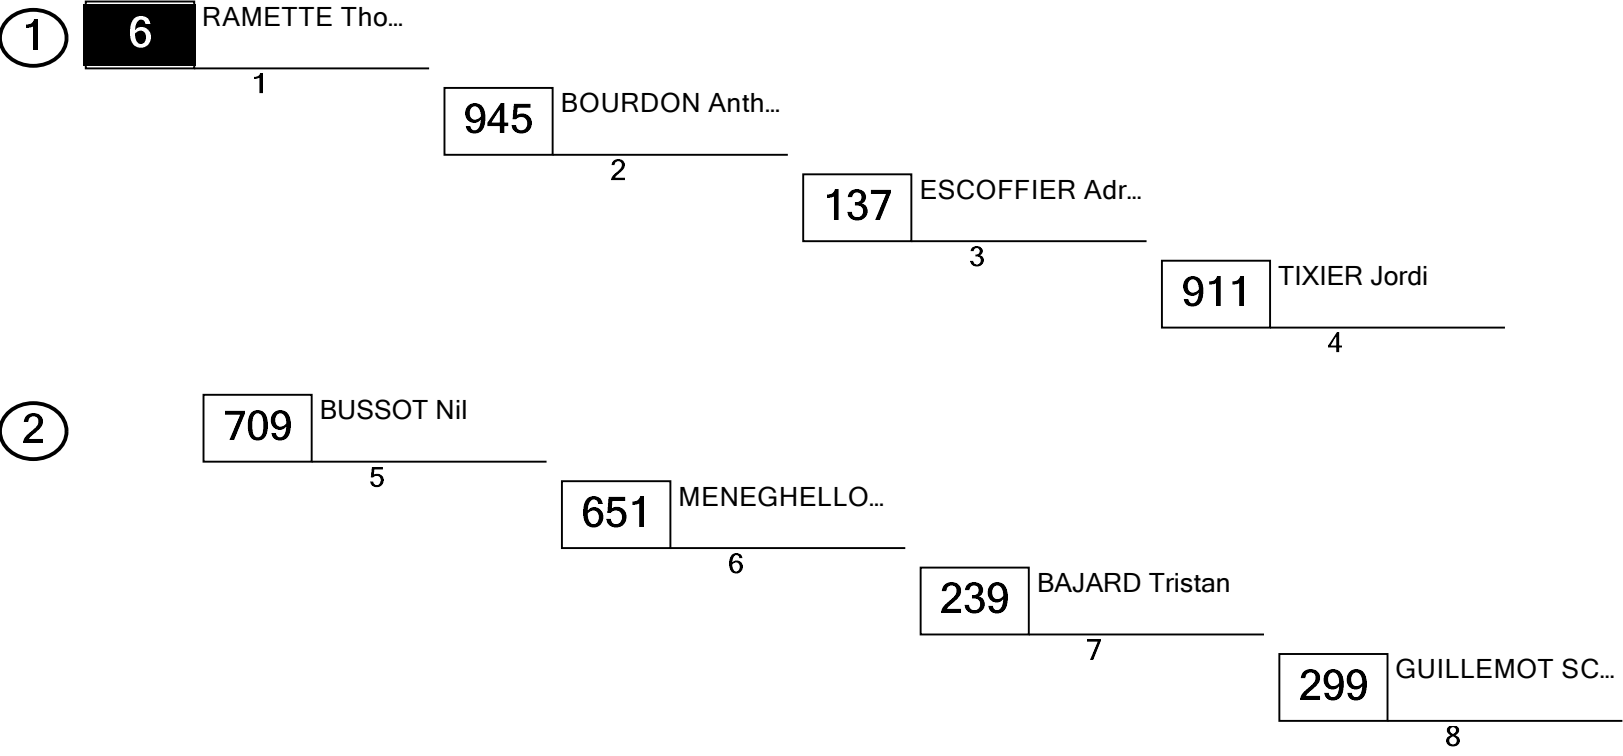 1
6 RAMETTE Tho...
1
945 BOURDON Anth...
2
137 ESCOFFIER Adr...
3
911 TIXIER Jordi
4
2
709 BUSSOT Nil
5
651 MENEGHELLO...
6
239 BAJARD Tristan
7
299 GUILLEMOT SC...
8